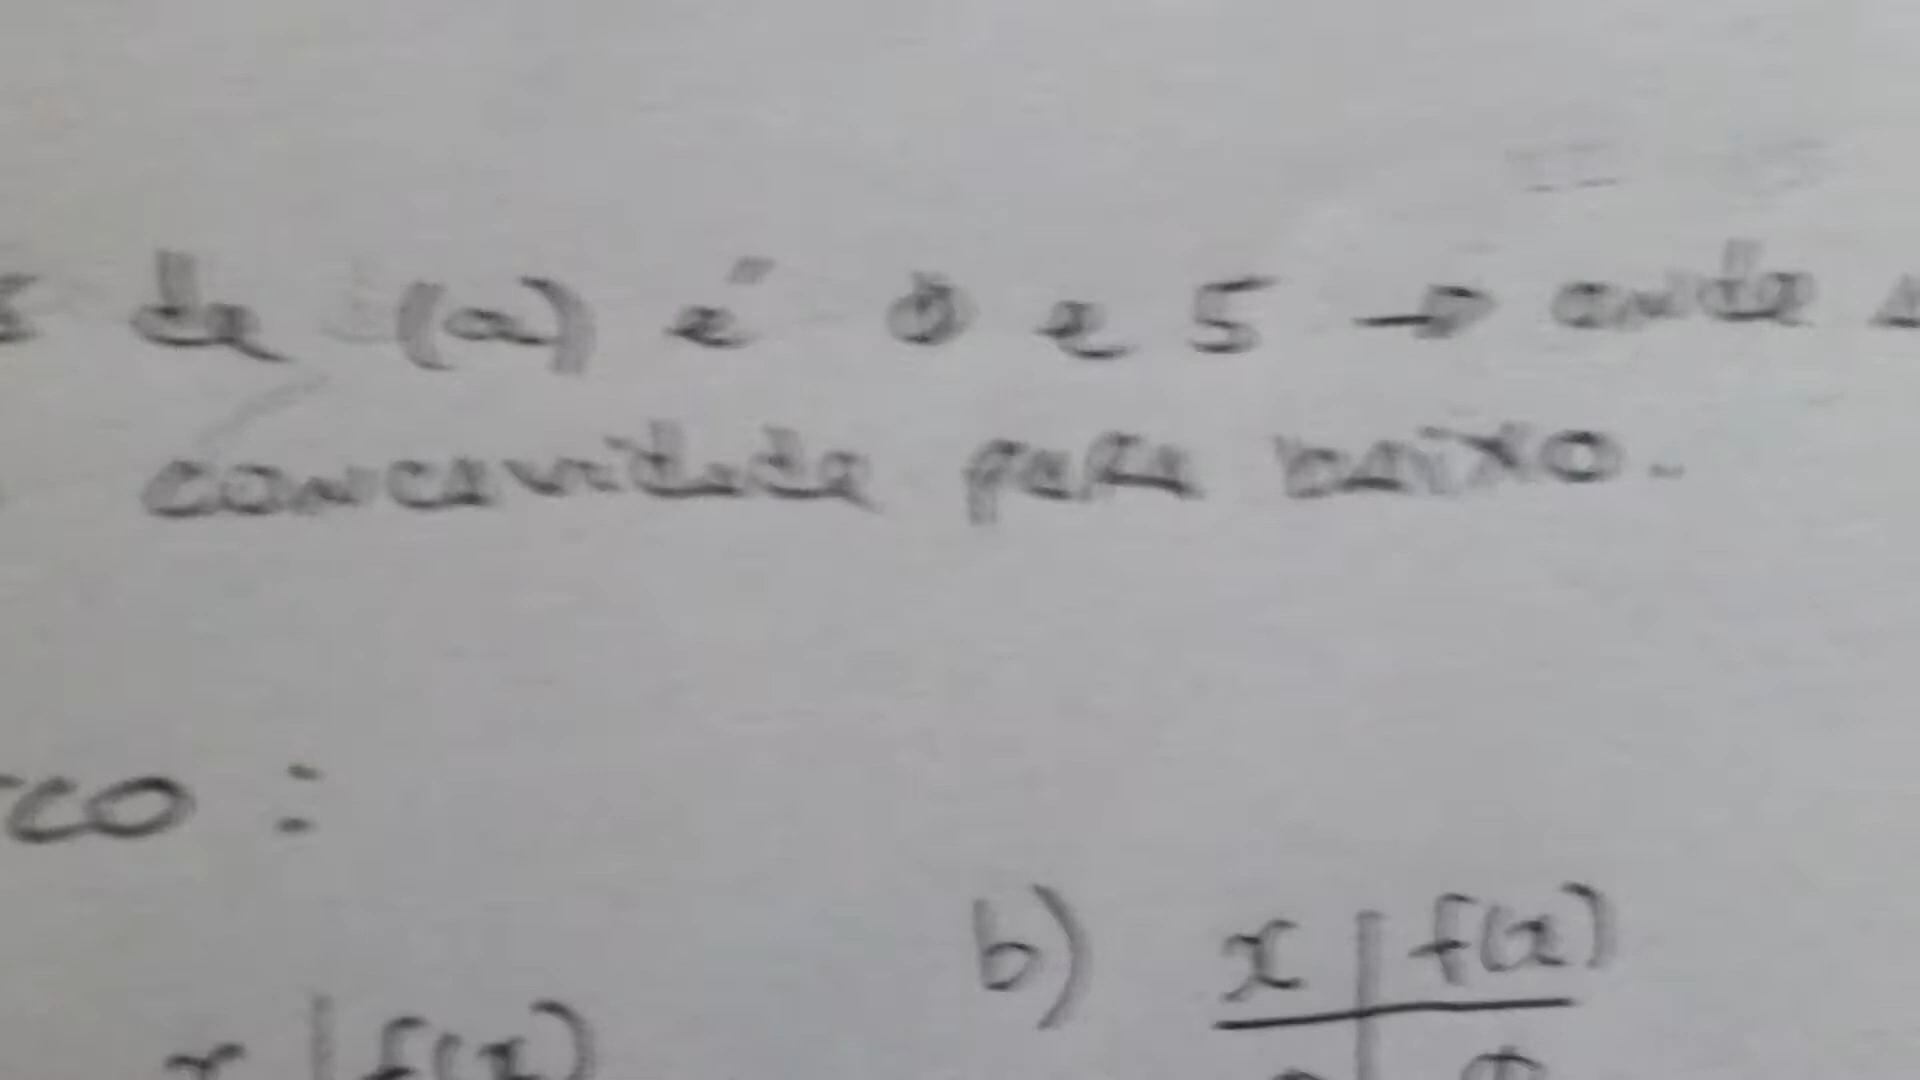 de (a) é 0 e 5 → onde
concavidade para baixo.
co :
b) x | f(x)
x | f(x)